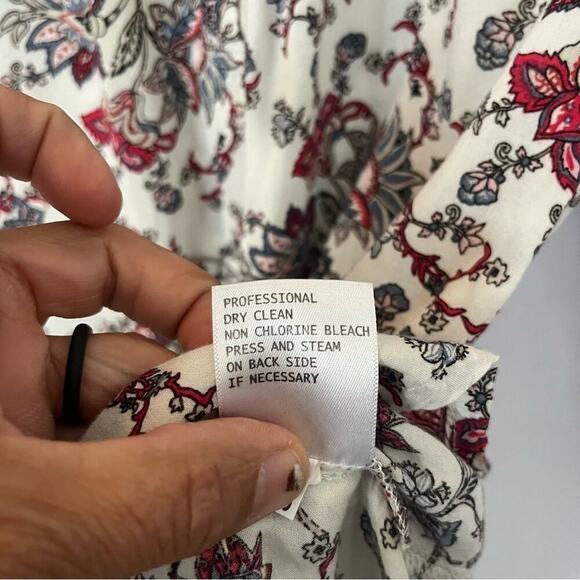 PROFESSIONAL
DRY CLEAN
NON CHLORINE BLEACH
PRESS AND STEAM
ON BACK SIDE
IF NECESSARY